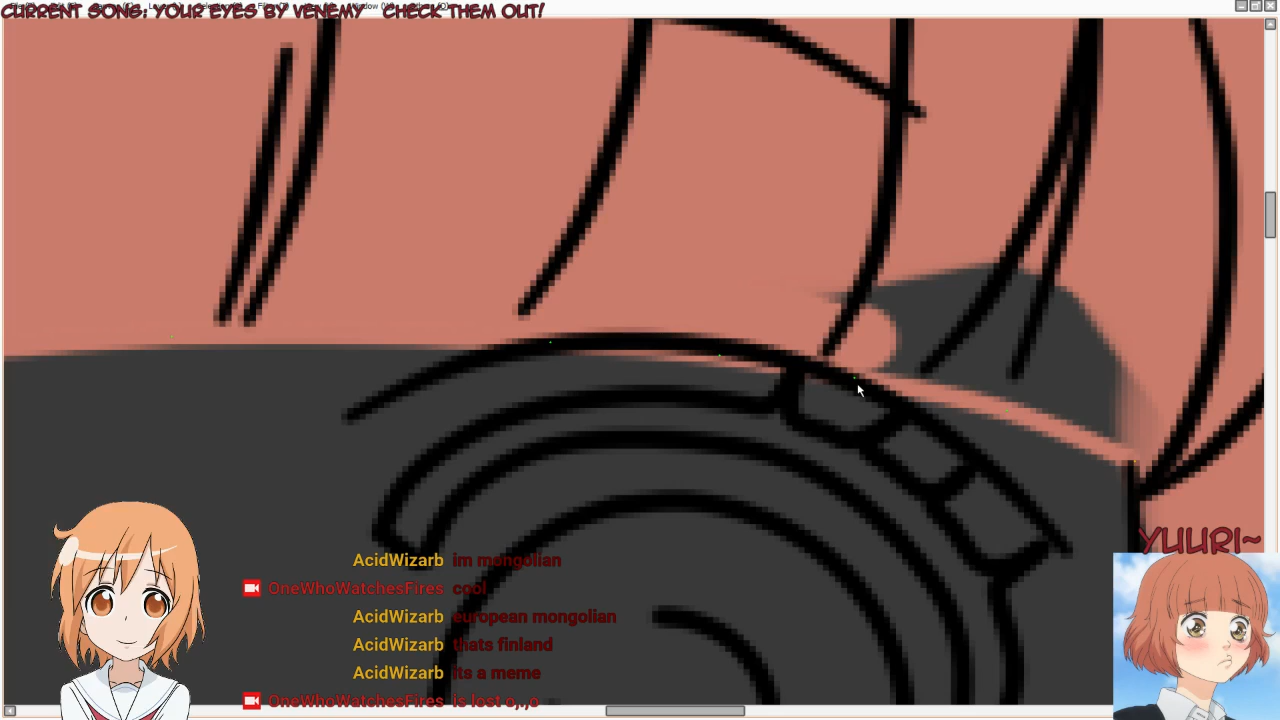 CURRENT SONG: YOUR EYES BY VENEMY CHECK THEM OUT!
YUURI~
AcidWizarb im mongolian
OneWhoWatchesFires cool
AcidWizarb european mongolian
AcidWizarb thats finland
AcidWizarb its a meme
OneWhoWatchesFires is lost o,.,o